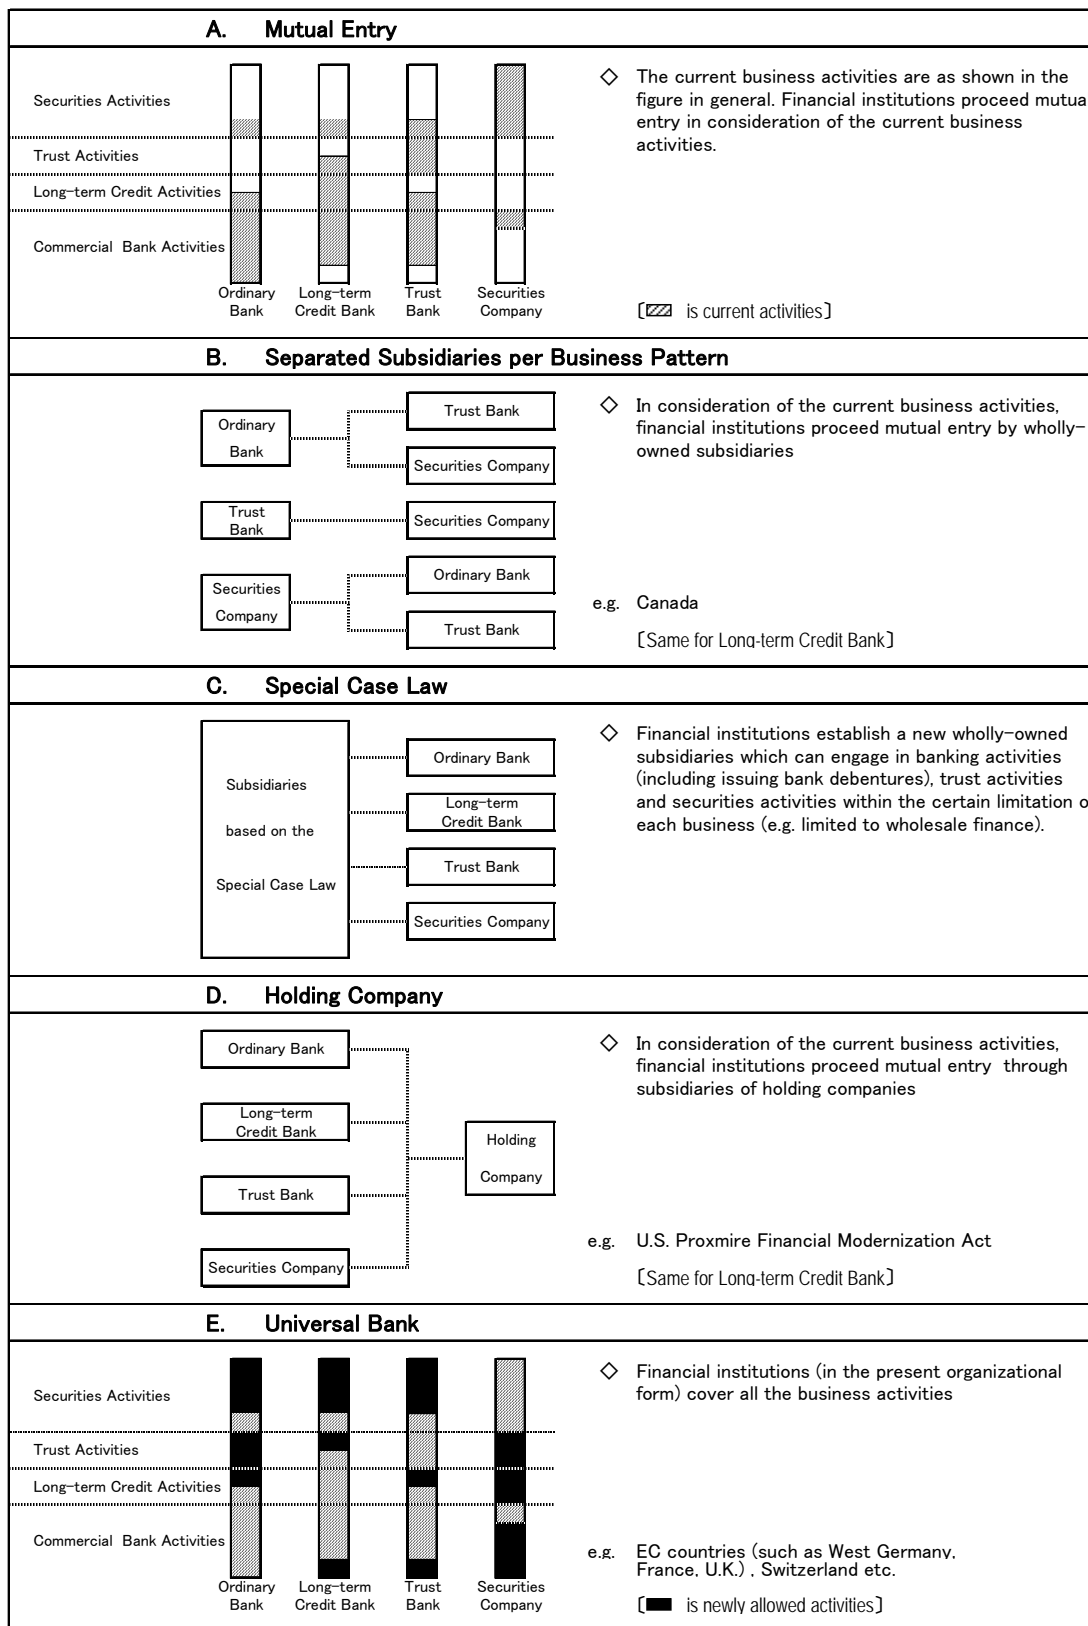 A. Mutual Entry
Securities Activities
Trust Activities
Long-term Credit Activities
Commercial Bank Activities
Ordinary
Bank
Long-term
Credit Bank
Trust
Bank
Securities
Company
◇ The current business activities are as shown in the
figure in general. Financial institutions proceed mutua
entry in consideration of the current business
activities.
〔 is current activities〕
B. Separated Subsidiaries per Business Pattern
Ordinary
Bank
Trust Bank
Securities Company
Trust
Bank
Securities Company
Securities
Company
Ordinary Bank
Trust Bank
◇ In consideration of the current business activities,
financial institutions proceed mutual entry by wholly-
owned subsidiaries
e.g. Canada
〔Same for Long-term Credit Bank〕
C. Special Case Law
Subsidiaries
based on the
Special Case Law
Ordinary Bank
Long-term
Credit Bank
Trust Bank
Securities Company
◇ Financial institutions establish a new wholly-owned
subsidiaries which can engage in banking activities
(including issuing bank debentures), trust activities
and securities activities within the certain limitation o
each business (e.g. limited to wholesale finance).
D. Holding Company
Ordinary Bank
Long-term
Credit Bank
Trust Bank
Securities Company
Holding
Company
◇ In consideration of the current business activities,
financial institutions proceed mutual entry through
subsidiaries of holding companies
e.g. U.S. Proxmire Financial Modernization Act
〔Same for Long-term Credit Bank〕
E. Universal Bank
Securities Activities
Trust Activities
Long-term Credit Activities
Commercial Bank Activities
Ordinary
Bank
Long-term
Credit Bank
Trust
Bank
Securities
Company
◇ Financial institutions (in the present organizational
form) cover all the business activities
e.g. EC countries (such as West Germany,
France, U.K.) , Switzerland etc.
〔 is newly allowed activities〕